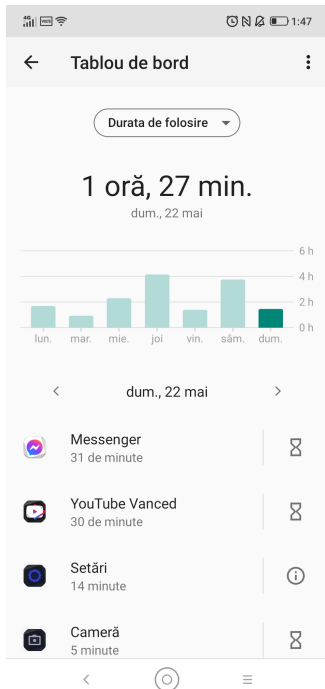 4G
VoLTE
1:47
Tablou de bord
Durata de folosire
1 oră, 27 min.
dum., 22 mai
6 h
4 h
2 h
0 h
lun. mar. mie. joi vin. sâm. dum.
dum., 22 mai
Messenger
31 de minute
YouTube Vanced
30 de minute
Setări
14 minute
Cameră
5 minute